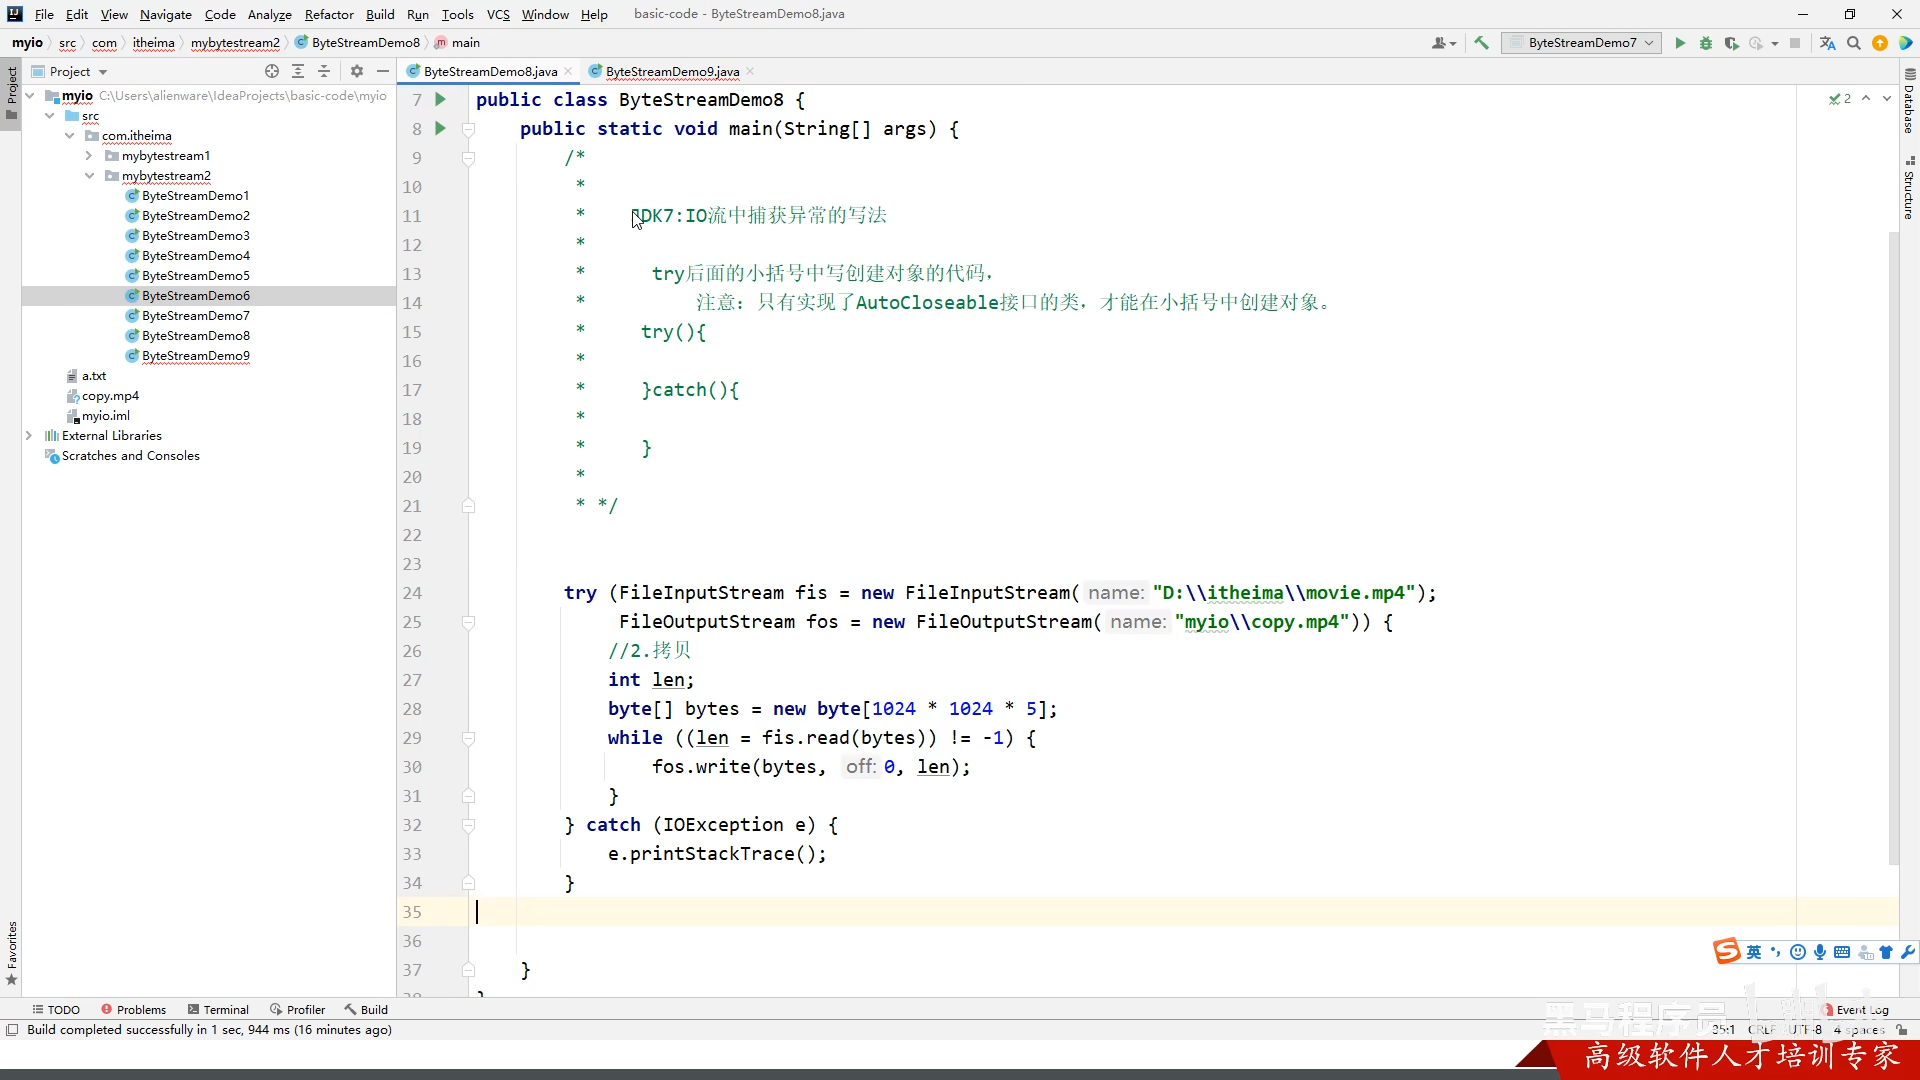 File Edit View Navigate Code Analyze Refactor Build Run Tools VCS Window Help basic-code - ByteStreamDemo8.java
myio src com itheima mybytestream2 ByteStreamDemo8 main ByteStreamDemo7
Project
ByteStreamDemo8.java ByteStreamDemo9.java
myio C:\Users\alienware\IdeaProjects\basic-code\myio
src
com.itheima
mybytestream1
mybytestream2
ByteStreamDemo1
ByteStreamDemo2
ByteStreamDemo3
ByteStreamDemo4
ByteStreamDemo5
ByteStreamDemo6
ByteStreamDemo7
ByteStreamDemo8
ByteStreamDemo9
a.txt
copy.mp4
myio.iml
External Libraries
Scratches and Consoles
Project
Favorites
Database
Structure
2
7 public class ByteStreamDemo8 {
8 public static void main(String[] args) {
9 /*
10 *
11 * JDK7:IO流中捕获异常的写法
12 *
13 * try后面的小括号中写创建对象的代码，
14 * 注意：只有实现了AutoCloseable接口的类，才能在小括号中创建对象。
15 * try(){
16 *
17 * }catch(){
18 *
19 * }
20 *
21 * */
22
23
24 try (FileInputStream fis = new FileInputStream( name: "D:\\itheima\\movie.mp4");
25 FileOutputStream fos = new FileOutputStream( name: "myio\\copy.mp4")) {
26 //2.拷贝
27 int len;
28 byte[] bytes = new byte[1024 * 1024 * 5];
29 while ((len = fis.read(bytes)) != -1) {
30 fos.write(bytes, off: 0, len);
31 }
32 } catch (IOException e) {
33 e.printStackTrace();
34 }
35
36
37 }
38 }
英
TODO Problems Terminal Profiler Build Event Log
Build completed successfully in 1 sec, 944 ms (16 minutes ago) 35:1 CRLF UTF-8 4 spaces
黑马程序员 bilibili
高级软件人才培训专家